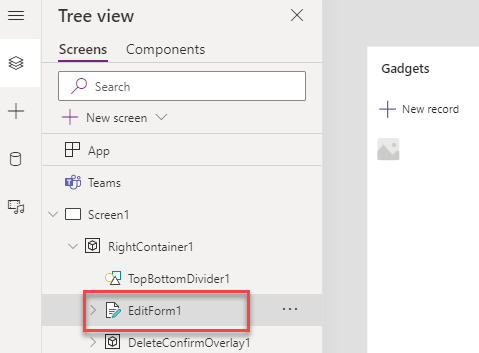 Tree view
Screens
Components
Search
New screen
App
Teams
Screen1
RightContainer1
TopBottomDivider1
EditForm1
DeleteConfirmOverlay1
Gadgets
New record